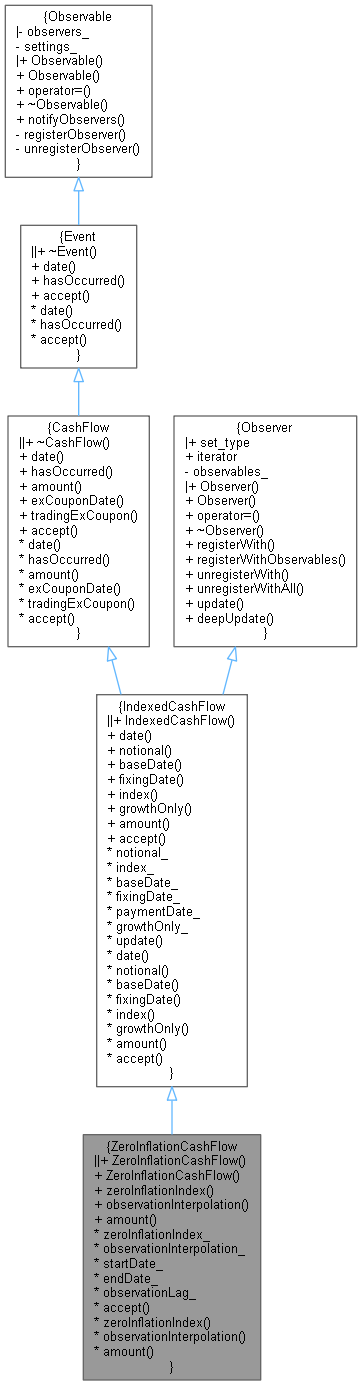 {Observable
|- observers_
- settings_
|+ Observable()
+ Observable()
+ operator=()
+ ~Observable()
+ notifyObservers()
- registerObserver()
- unregisterObserver()
}
{Event
||+ ~Event()
+ date()
+ hasOccurred()
+ accept()
* date()
* hasOccurred()
* accept()
}
{CashFlow
||+ ~CashFlow()
+ date()
+ hasOccurred()
+ amount()
+ exCouponDate()
+ tradingExCoupon()
+ accept()
* date()
* hasOccurred()
* amount()
* exCouponDate()
* tradingExCoupon()
* accept()
}
{Observer
|+ set_type
+ iterator
- observables_
|+ Observer()
+ Observer()
+ operator=()
+ ~Observer()
+ registerWith()
+ registerWithObservables()
+ unregisterWith()
+ unregisterWithAll()
+ update()
+ deepUpdate()
}
{IndexedCashFlow
||+ IndexedCashFlow()
+ date()
+ notional()
+ baseDate()
+ fixingDate()
+ index()
+ growthOnly()
+ amount()
+ accept()
* notional_
* index_
* baseDate_
* fixingDate_
* paymentDate_
* growthOnly_
* update()
* date()
* notional()
* baseDate()
* fixingDate()
* index()
* growthOnly()
* amount()
* accept()
}
{ZeroInflationCashFlow
||+ ZeroInflationCashFlow()
+ ZeroInflationCashFlow()
+ zeroInflationIndex()
+ observationInterpolation()
+ amount()
* zeroInflationIndex_
* observationInterpolation_
* startDate_
* endDate_
* observationLag_
* accept()
* zeroInflationIndex()
* observationInterpolation()
* amount()
}